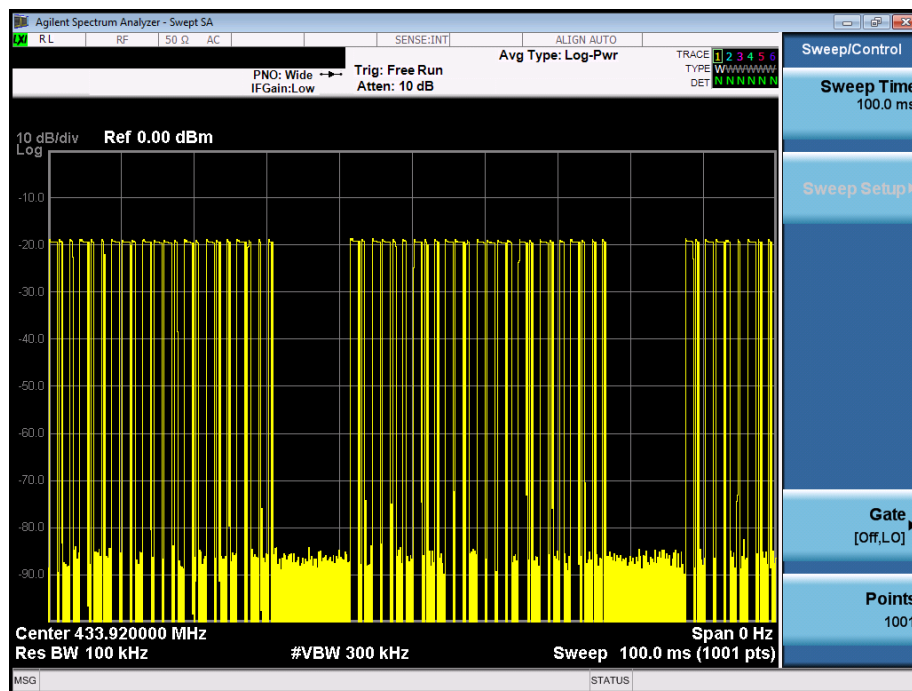 Agilent Spectrum Analyzer - Swept SA
LXI RL RF 50 Ω AC SENSE:INT ALIGN AUTO
Sweep/Control
PNO: Wide
IFGain:Low
Trig: Free Run
Atten: 10 dB
Avg Type: Log-Pwr
TRACE 1 2 3 4 5 6
TYPE WWWWWW
DET N N N N N N
Sweep Time
100.0 ms
10 dB/div Ref 0.00 dBm
Log
Sweep Setup
-10.0
-20.0
-30.0
-40.0
-50.0
-60.0
-70.0
-80.0
-90.0
Gate
[Off,LO]
Points
1001
Center 433.920000 MHz Span 0 Hz
Res BW 100 kHz #VBW 300 kHz Sweep 100.0 ms (1001 pts)
MSG STATUS